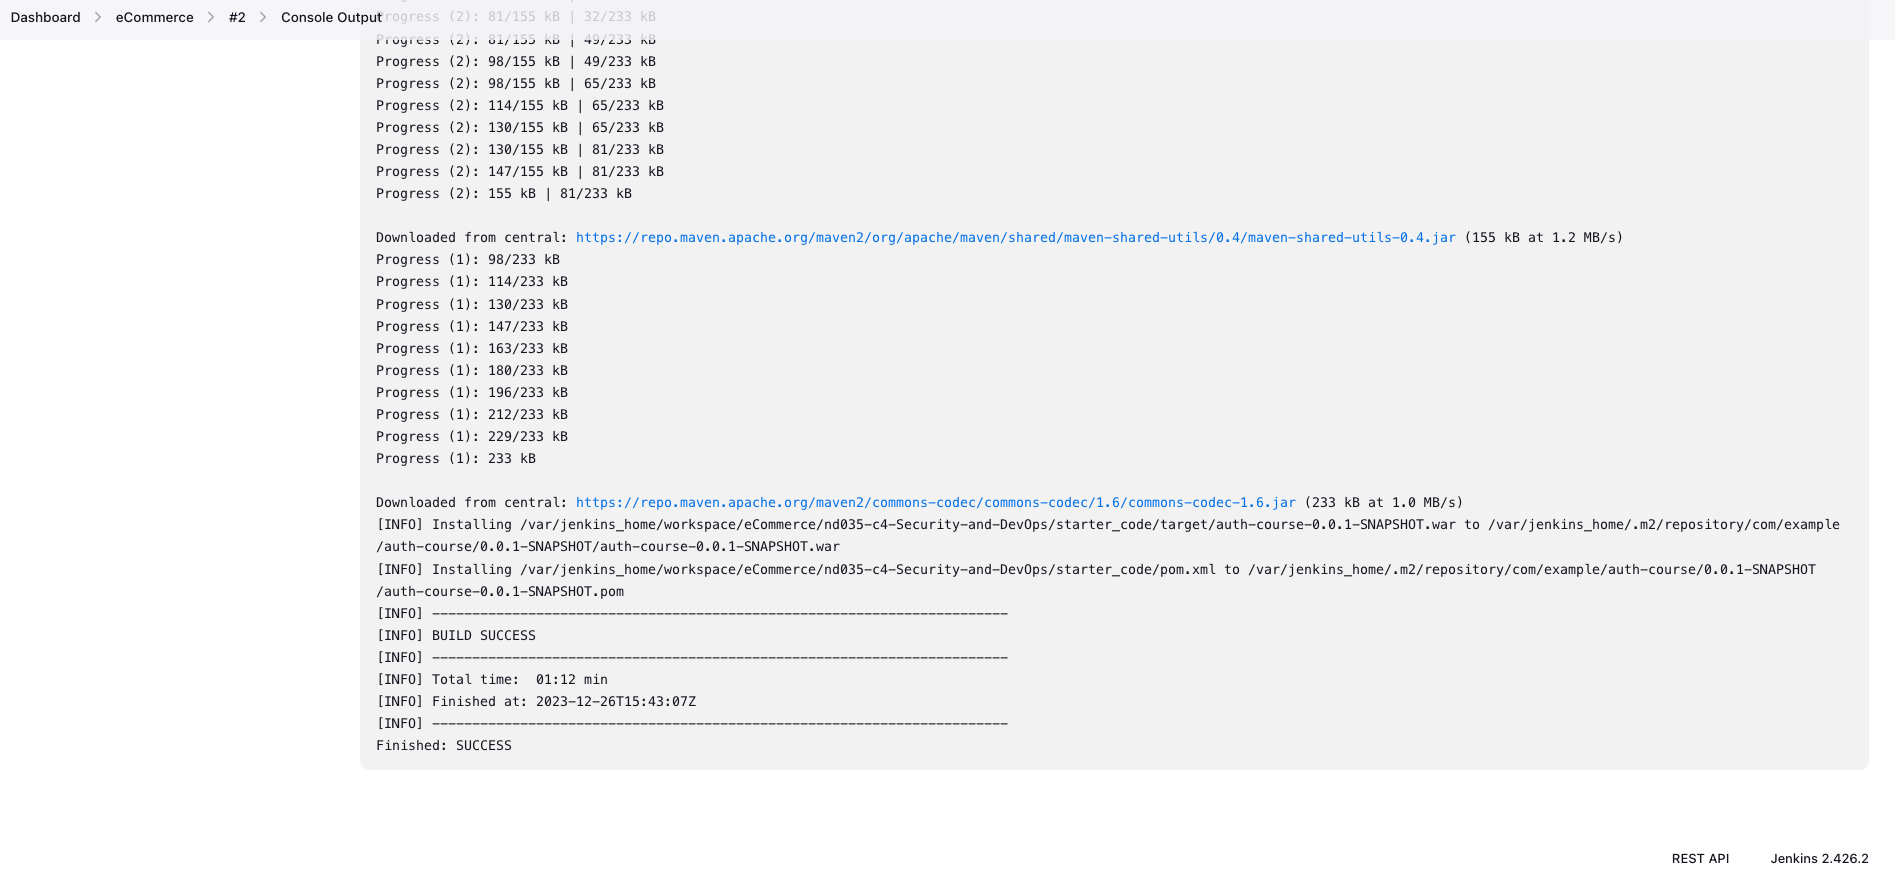 Dashboard > eCommerce > #2 > Console Output
Progress (2): 81/155 kB | 32/233 kB
Progress (2): 81/155 kB | 49/233 kB
Progress (2): 98/155 kB | 49/233 kB
Progress (2): 98/155 kB | 65/233 kB
Progress (2): 114/155 kB | 65/233 kB
Progress (2): 130/155 kB | 65/233 kB
Progress (2): 130/155 kB | 81/233 kB
Progress (2): 147/155 kB | 81/233 kB
Progress (2): 155 kB | 81/233 kB
Downloaded from central: https://repo.maven.apache.org/maven2/org/apache/maven/shared/maven-shared-utils/0.4/maven-shared-utils-0.4.jar (155 kB at 1.2 MB/s)
Progress (1): 98/233 kB
Progress (1): 114/233 kB
Progress (1): 130/233 kB
Progress (1): 147/233 kB
Progress (1): 163/233 kB
Progress (1): 180/233 kB
Progress (1): 196/233 kB
Progress (1): 212/233 kB
Progress (1): 229/233 kB
Progress (1): 233 kB
Downloaded from central: https://repo.maven.apache.org/maven2/commons-codec/commons-codec/1.6/commons-codec-1.6.jar (233 kB at 1.0 MB/s)
[INFO] Installing /var/jenkins_home/workspace/eCommerce/nd035-c4-Security-and-DevOps/starter_code/target/auth-course-0.0.1-SNAPSHOT.war to /var/jenkins_home/.m2/repository/com/example
/auth-course/0.0.1-SNAPSHOT/auth-course-0.0.1-SNAPSHOT.war
[INFO] Installing /var/jenkins_home/workspace/eCommerce/nd035-c4-Security-and-DevOps/starter_code/pom.xml to /var/jenkins_home/.m2/repository/com/example/auth-course/0.0.1-SNAPSHOT
/auth-course-0.0.1-SNAPSHOT.pom
[INFO] ------------------------------------------------------------------------
[INFO] BUILD SUCCESS
[INFO] ------------------------------------------------------------------------
[INFO] Total time:  01:12 min
[INFO] Finished at: 2023-12-26T15:43:07Z
[INFO] ------------------------------------------------------------------------
Finished: SUCCESS
REST API Jenkins 2.426.2